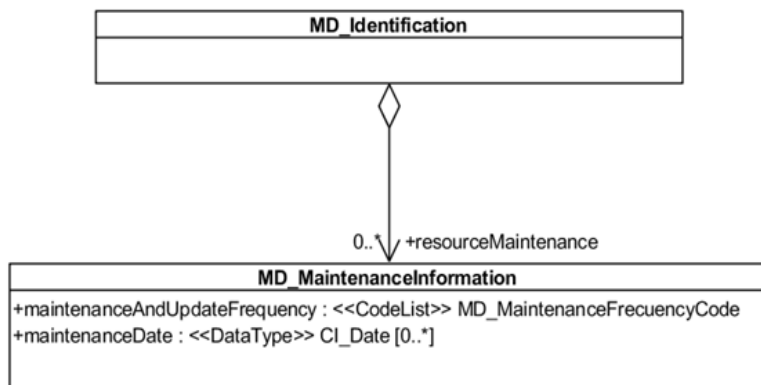 MD_Identification
0..* +resourceMaintenance
MD_MaintenanceInformation
+maintenanceAndUpdateFrequency : <<CodeList>> MD_MaintenanceFrecuencyCode
+maintenanceDate : <<DataType>> CI_Date [0..*]